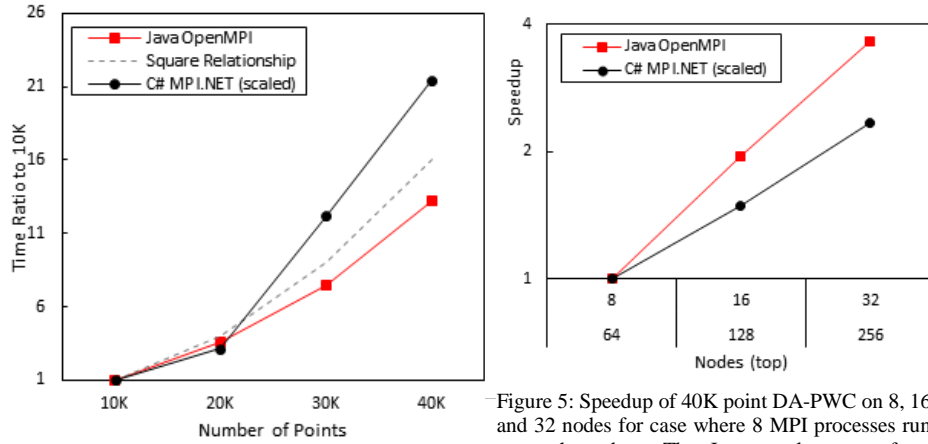 26
21
16
11
6
1
Time Ratio to 10K
Java OpenMPI
Square Relationship
C# MPI.NET (scaled)
10K 20K 30K 40K
Number of Points
4
2
1
Speedup
Java OpenMPI
C# MPI.NET (scaled)
8 16 32
64 128 256
Nodes (top)
Figure 5: Speedup of 40K point DA-PWC on 8, 16
and 32 nodes for case where 8 MPI processes run